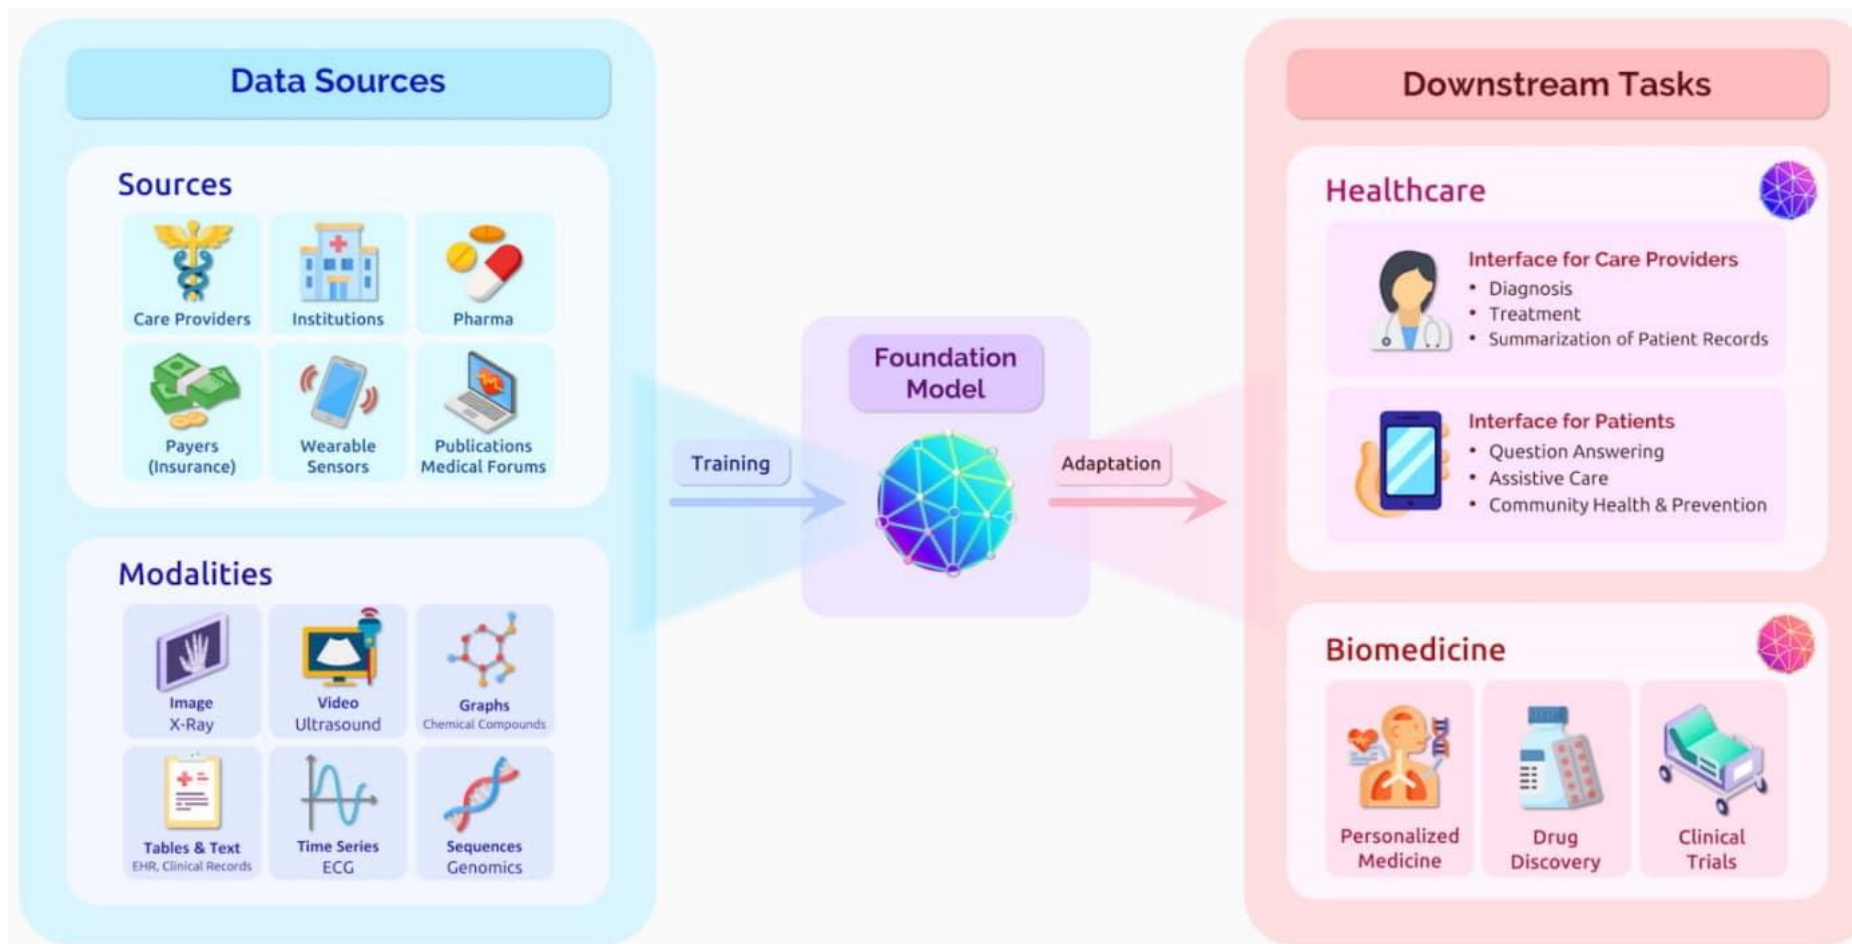 Data Sources
Sources
Care Providers
Institutions
Pharma
Payers
(Insurance)
Wearable
Sensors
Publications
Medical Forums
Modalities
Image
X-Ray
Video
Ultrasound
Graphs
Chemical Compounds
Tables & Text
EHR, Clinical Records
Time Series
ECG
Sequences
Genomics
Training
Foundation
Model
Adaptation
Downstream Tasks
Healthcare
Interface for Care Providers
• Diagnosis
• Treatment
• Summarization of Patient Records
Interface for Patients
• Question Answering
• Assistive Care
• Community Health & Prevention
Biomedicine
Personalized
Medicine
Drug
Discovery
Clinical
Trials